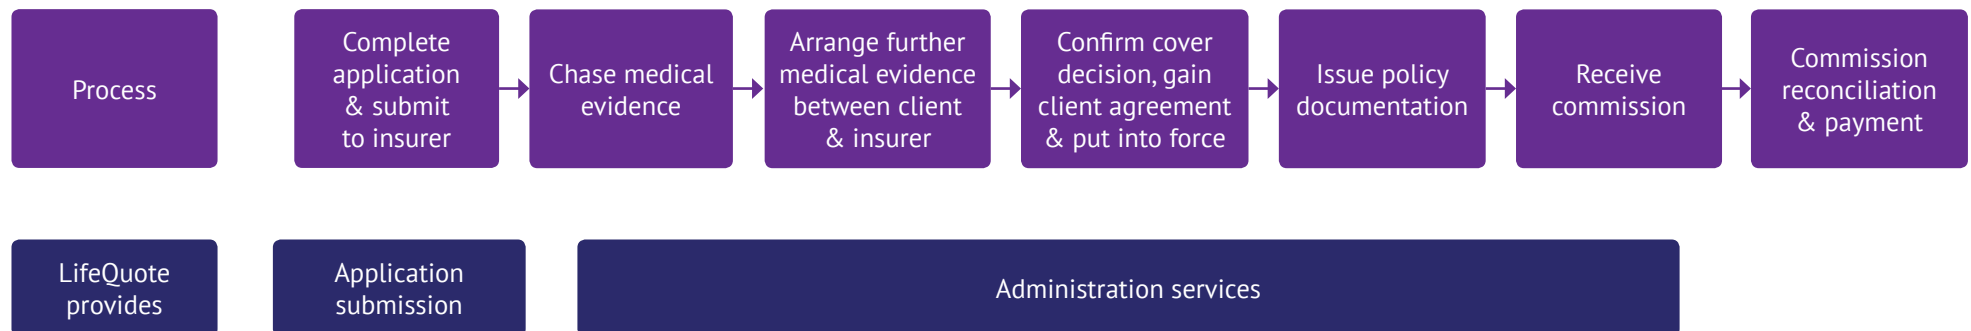 Process
Complete
application
& submit
to insurer
Chase medical
evidence
Arrange further
medical evidence
between client
& insurer
Confirm cover
decision, gain
client agreement
& put into force
Issue policy
documentation
Receive
commission
Commission
reconciliation
& payment
LifeQuote
provides
Application
submission
Administration services